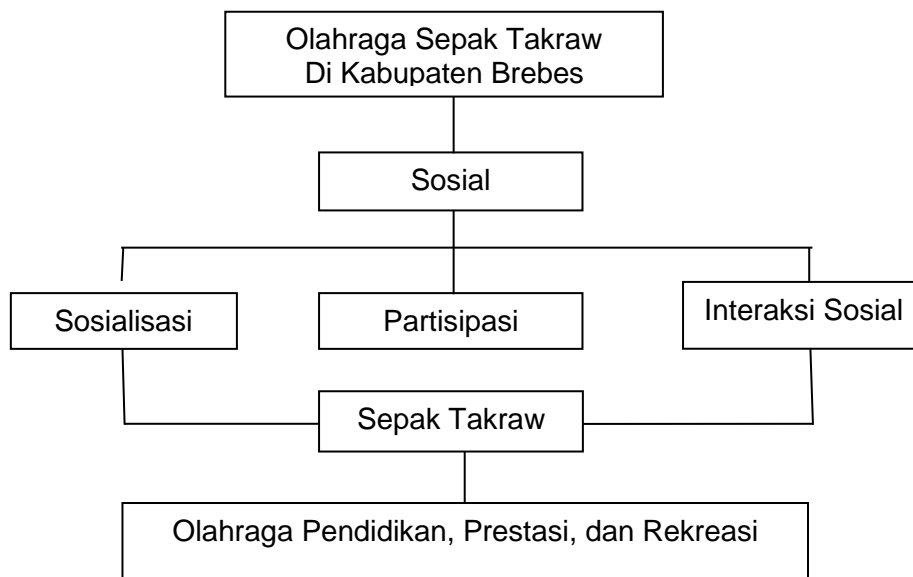 Olahraga Sepak Takraw
Di Kabupaten Brebes
Sosial
Sosialisasi
Partisipasi
Interaksi Sosial
Sepak Takraw
Olahraga Pendidikan, Prestasi, dan Rekreasi